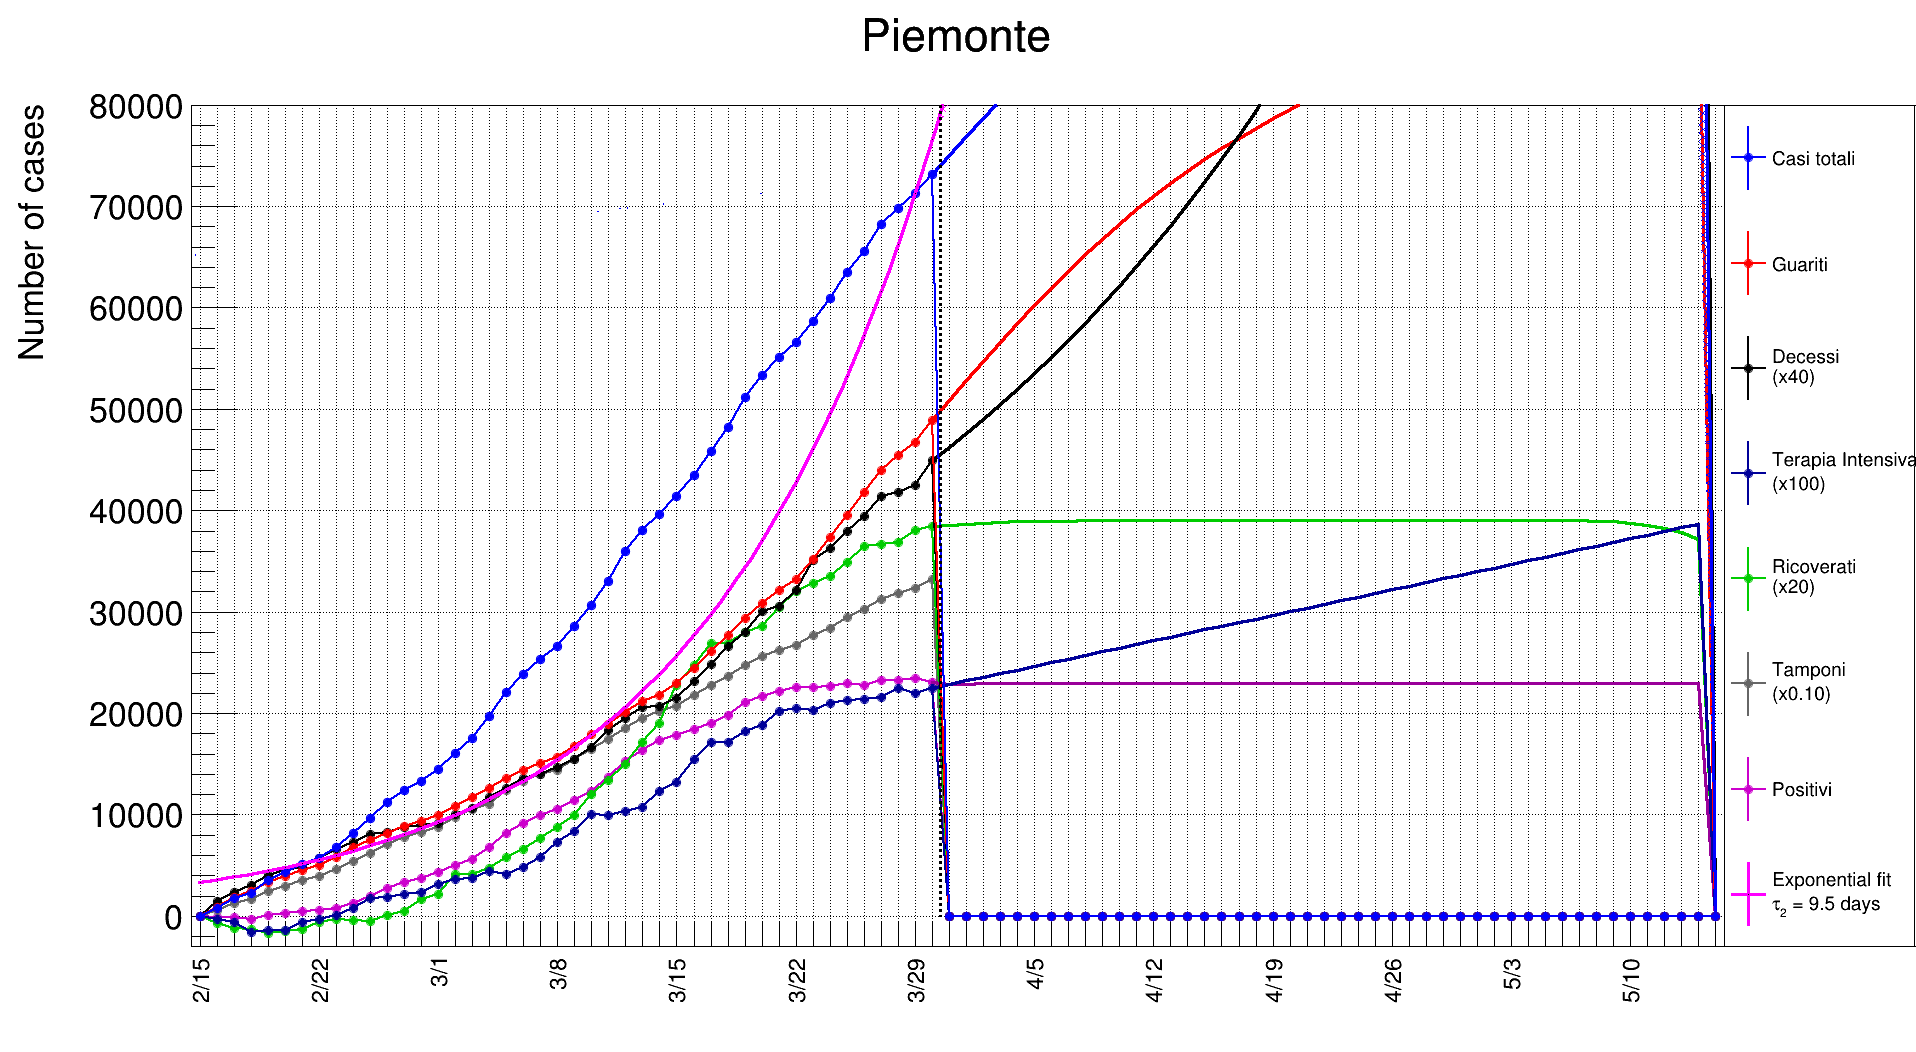 Piemonte
Number of cases
80000
70000
60000
50000
40000
30000
20000
10000
0
2/15
2/22
3/1
3/8
3/15
3/22
3/29
4/5
4/12
4/19
4/26
5/3
5/10
Casi totali
Guariti
Decessi
(x40)
Terapia Intensiva
(x100)
Ricoverati
(x20)
Tamponi
(x0.10)
Positivi
Exponential fit
τ2 = 9.5 days